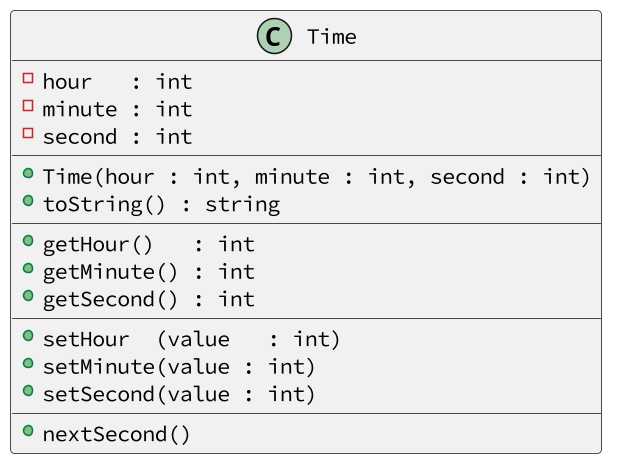 C Time
hour   : int
minute : int
second : int
Time(hour : int, minute : int, second : int)
toString() : string
getHour()   : int
getMinute() : int
getSecond() : int
setHour  (value   : int)
setMinute(value : int)
setSecond(value : int)
nextSecond()